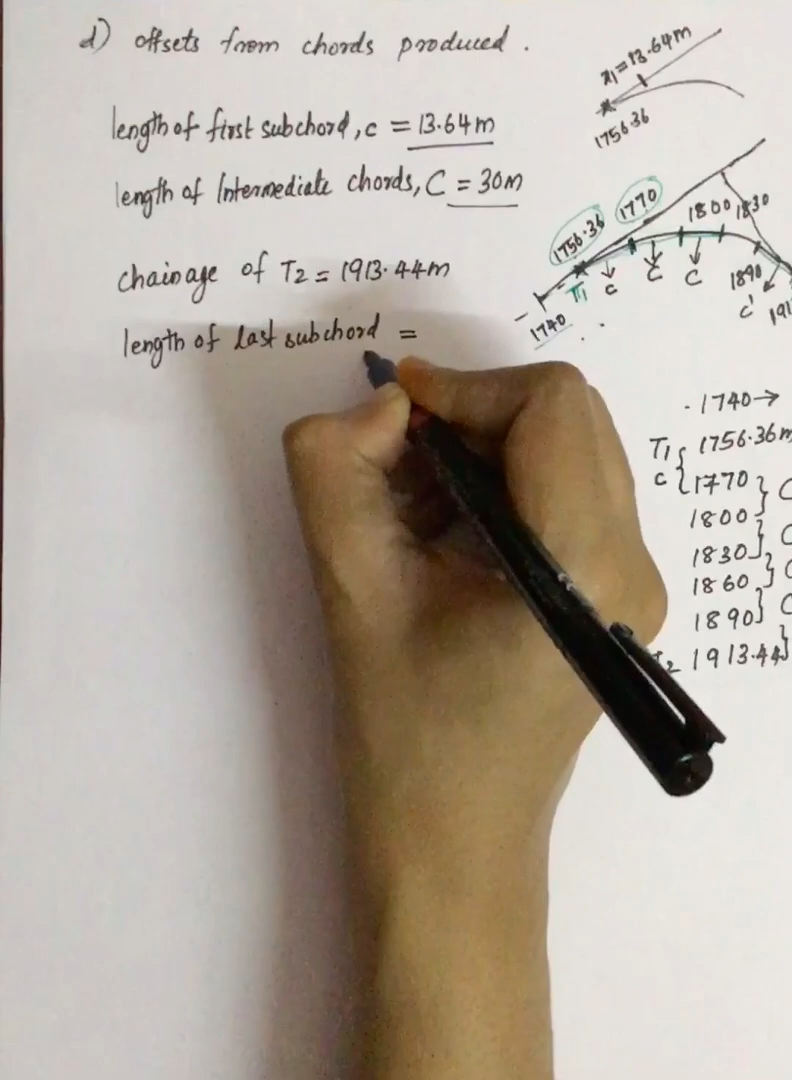 d) offsets from chords produced.
x1=13.64m
1756.36
length of first subchord, c = 13.64m
length of Intermediate chords, C = 30m
1756.36 1770 1800 1830
chainage of T2 = 1913.44m
T1 c C C 1890
c'
1740
length of last subchord =
1740→
T1 1756.36m
c 1770
1800
1830
1860
1890
2 1913.44